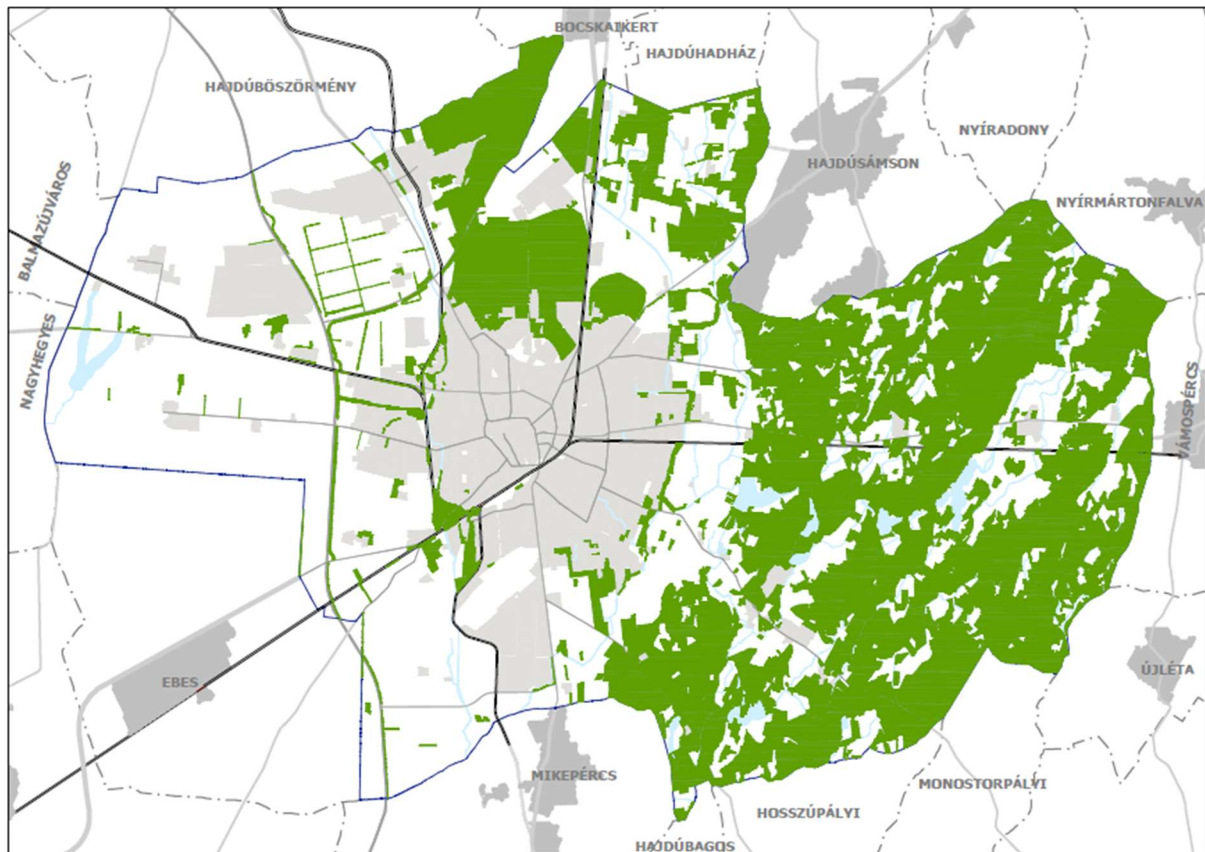 BOCSKAIKERT
HAJDÚHADHÁZ
HAJDÚBÖSZÖRMÉNY
NYÍRADONY
HAJDÚSÁMSON
NYÍRMÁRTONFALVA
BALMAZÚJVÁROS
NAGYHEGYES
VÁMOSPÉRCS
ÚJLÉTA
EBES
MIKEPÉRCS
MONOSTORPÁLYI
HOSSZÚPÁLYI
HAJDÚBAGOS